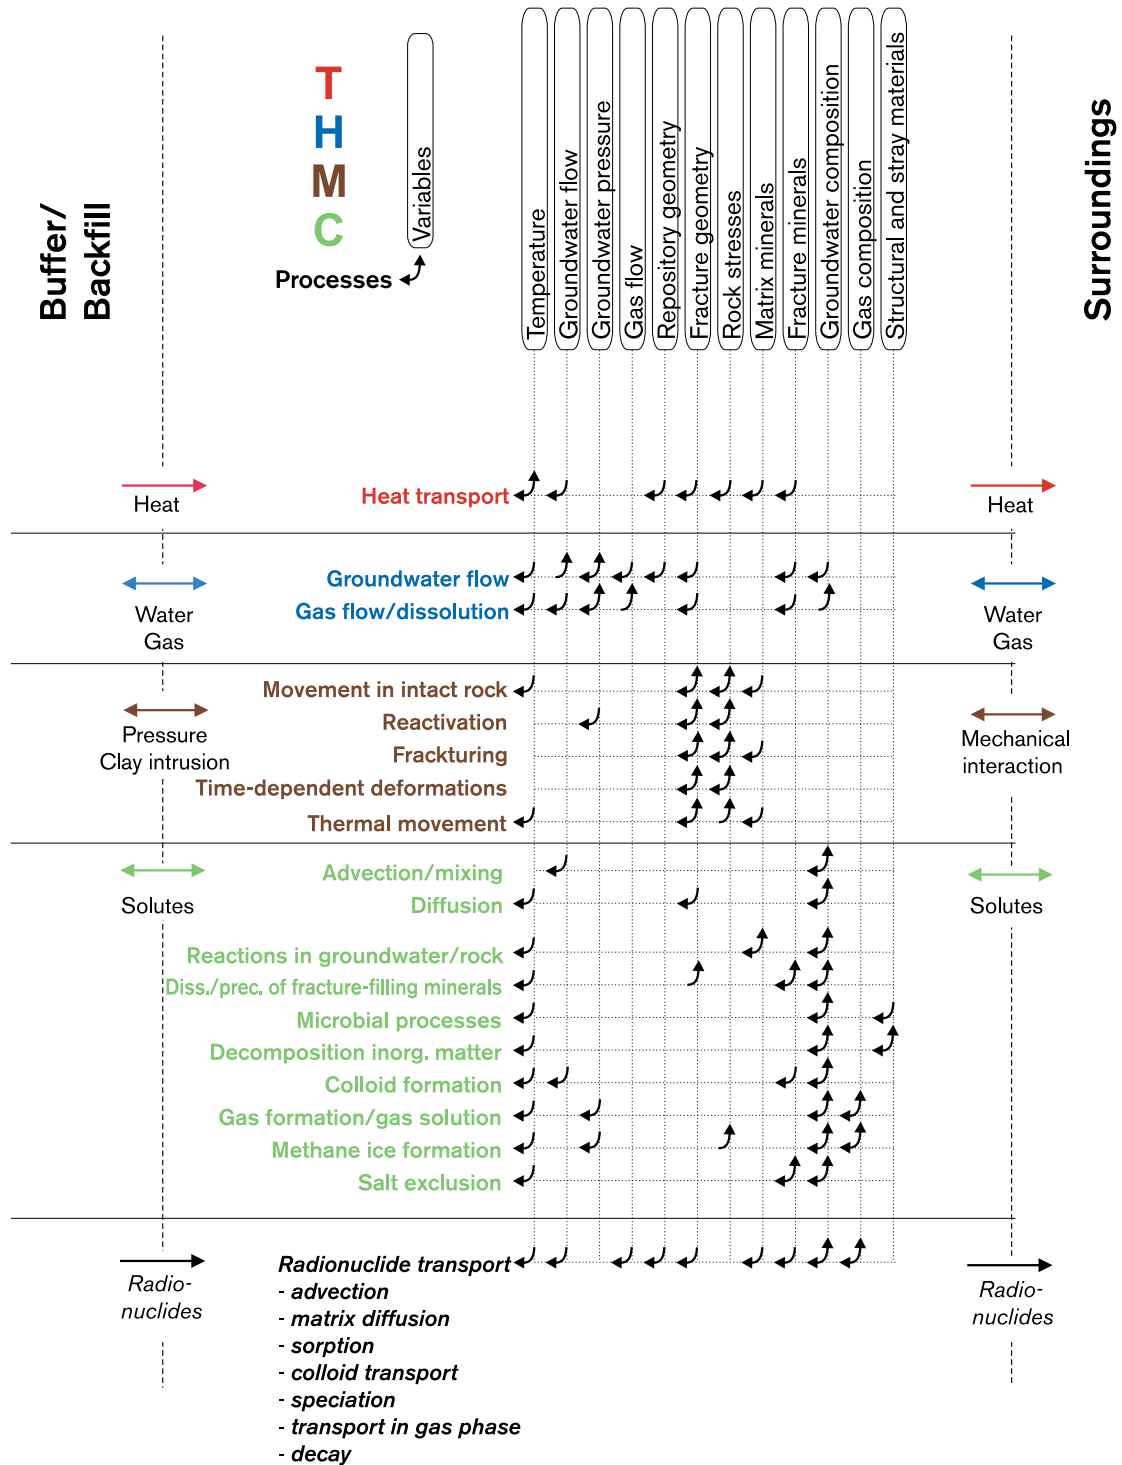 T
H
M
C
Processes
Variables
Temperature
Groundwater flow
Groundwater pressure
Gas flow
Repository geometry
Fracture geometry
Rock stresses
Matrix minerals
Fracture minerals
Groundwater composition
Gas composition
Structural and stray materials
Buffer/
Backfill
Surroundings
Heat
Heat transport
Heat
Groundwater flow
Gas flow/dissolution
Water
Gas
Water
Gas
Movement in intact rock
Reactivation
Frackturing
Time-dependent deformations
Thermal movement
Pressure
Clay intrusion
Mechanical
interaction
Advection/mixing
Diffusion
Solutes
Solutes
Reactions in groundwater/rock
Diss./prec. of fracture-filling minerals
Microbial processes
Decomposition inorg. matter
Colloid formation
Gas formation/gas solution
Methane ice formation
Salt exclusion
Radio-
nuclides
Radionuclide transport
- advection
- matrix diffusion
- sorption
- colloid transport
- speciation
- transport in gas phase
- decay
Radio-
nuclides